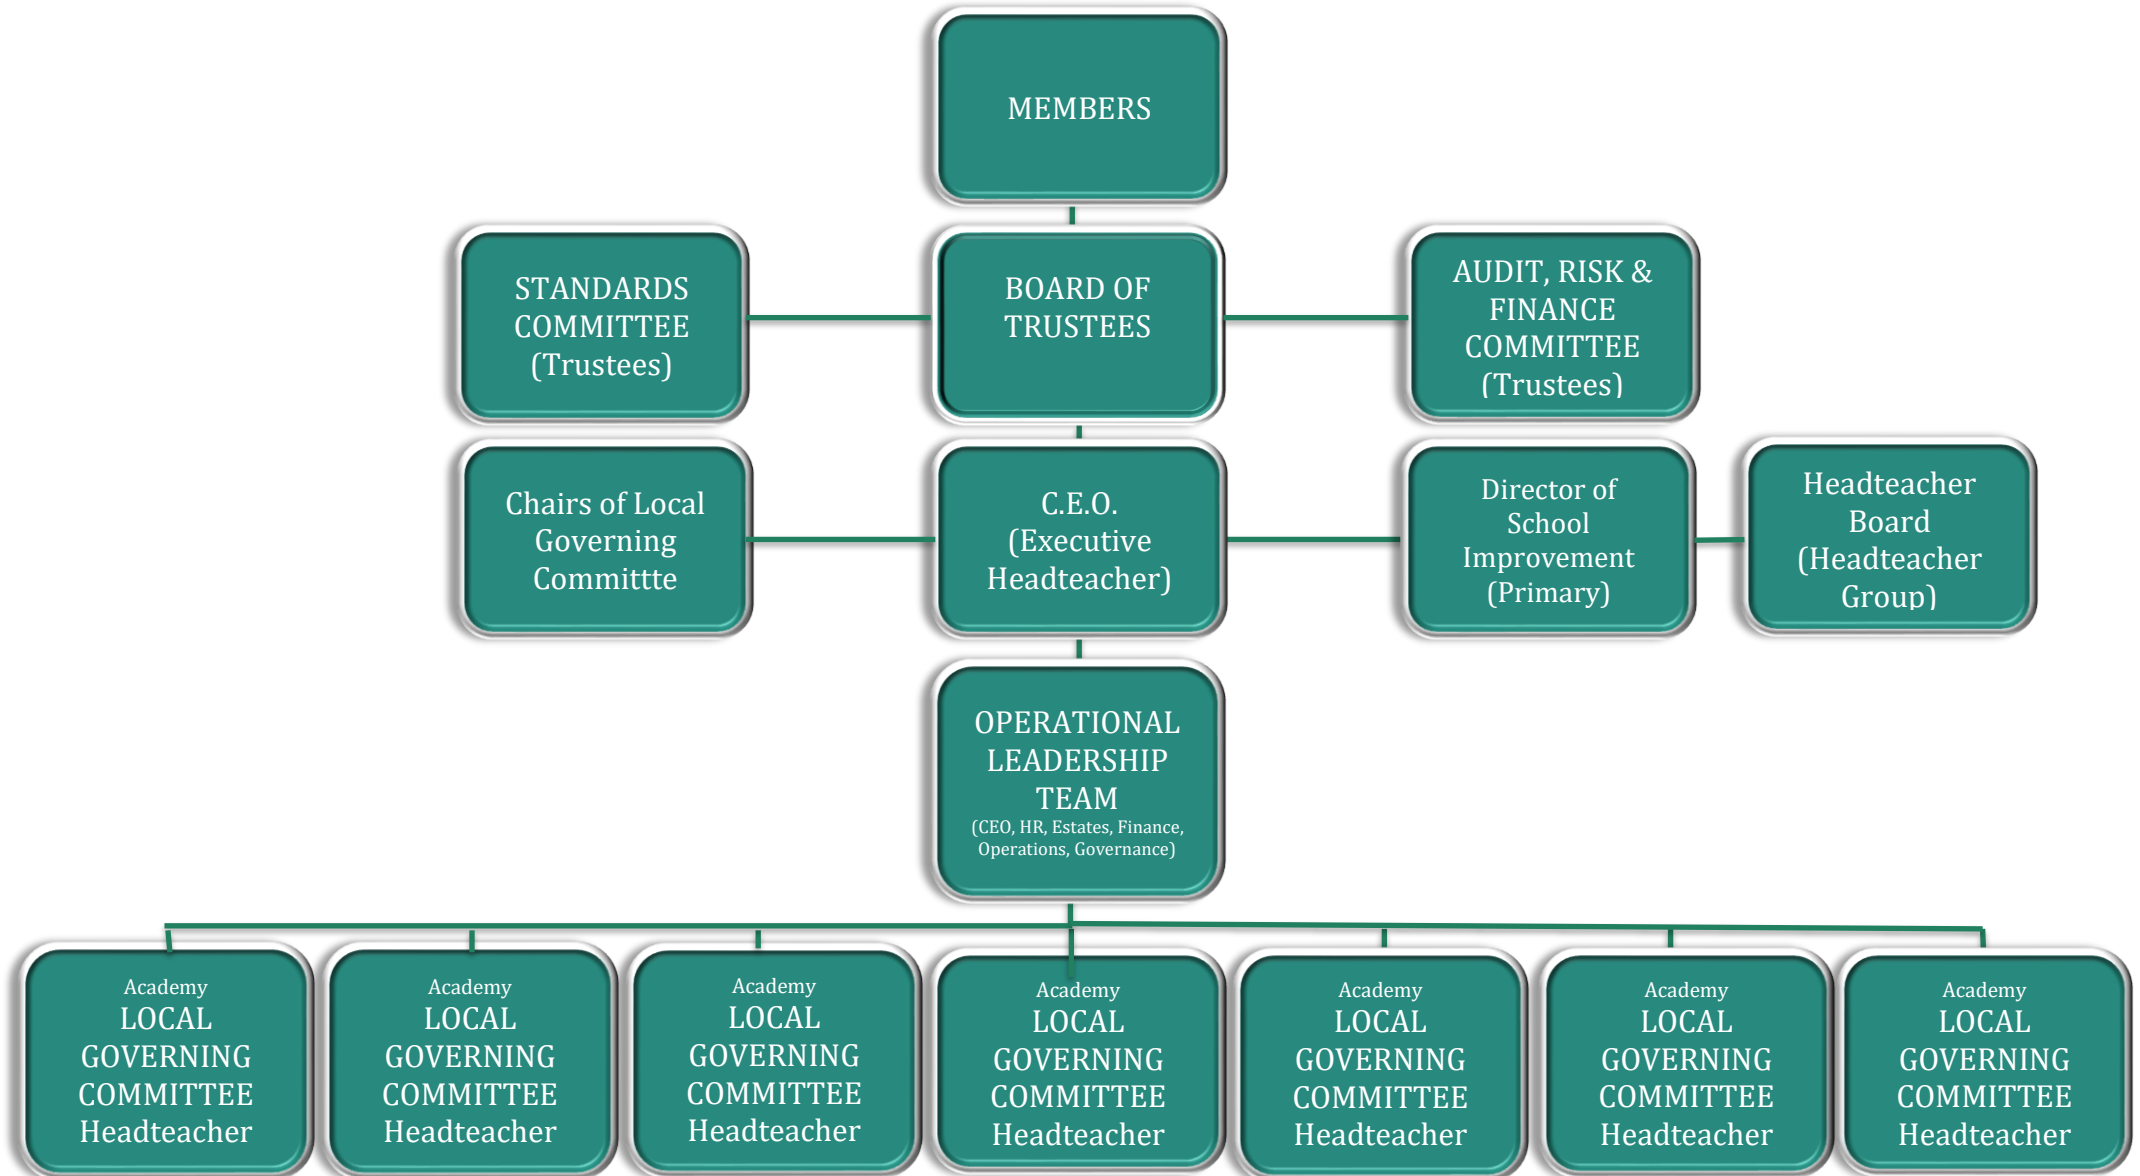 MEMBERS
STANDARDS
COMMITTEE
(Trustees)
BOARD OF
TRUSTEES
AUDIT, RISK &
FINANCE
COMMITTEE
(Trustees)
Chairs of Local
Governing
Committte
C.E.O.
(Executive
Headteacher)
Director of
School
Improvement
(Primary)
Headteacher
Board
(Headteacher
Group)
OPERATIONAL
LEADERSHIP
TEAM
(CEO, HR, Estates, Finance,
Operations, Governance)
Academy
LOCAL
GOVERNING
COMMITTEE
Headteacher
Academy
LOCAL
GOVERNING
COMMITTEE
Headteacher
Academy
LOCAL
GOVERNING
COMMITTEE
Headteacher
Academy
LOCAL
GOVERNING
COMMITTEE
Headteacher
Academy
LOCAL
GOVERNING
COMMITTEE
Headteacher
Academy
LOCAL
GOVERNING
COMMITTEE
Headteacher
Academy
LOCAL
GOVERNING
COMMITTEE
Headteacher